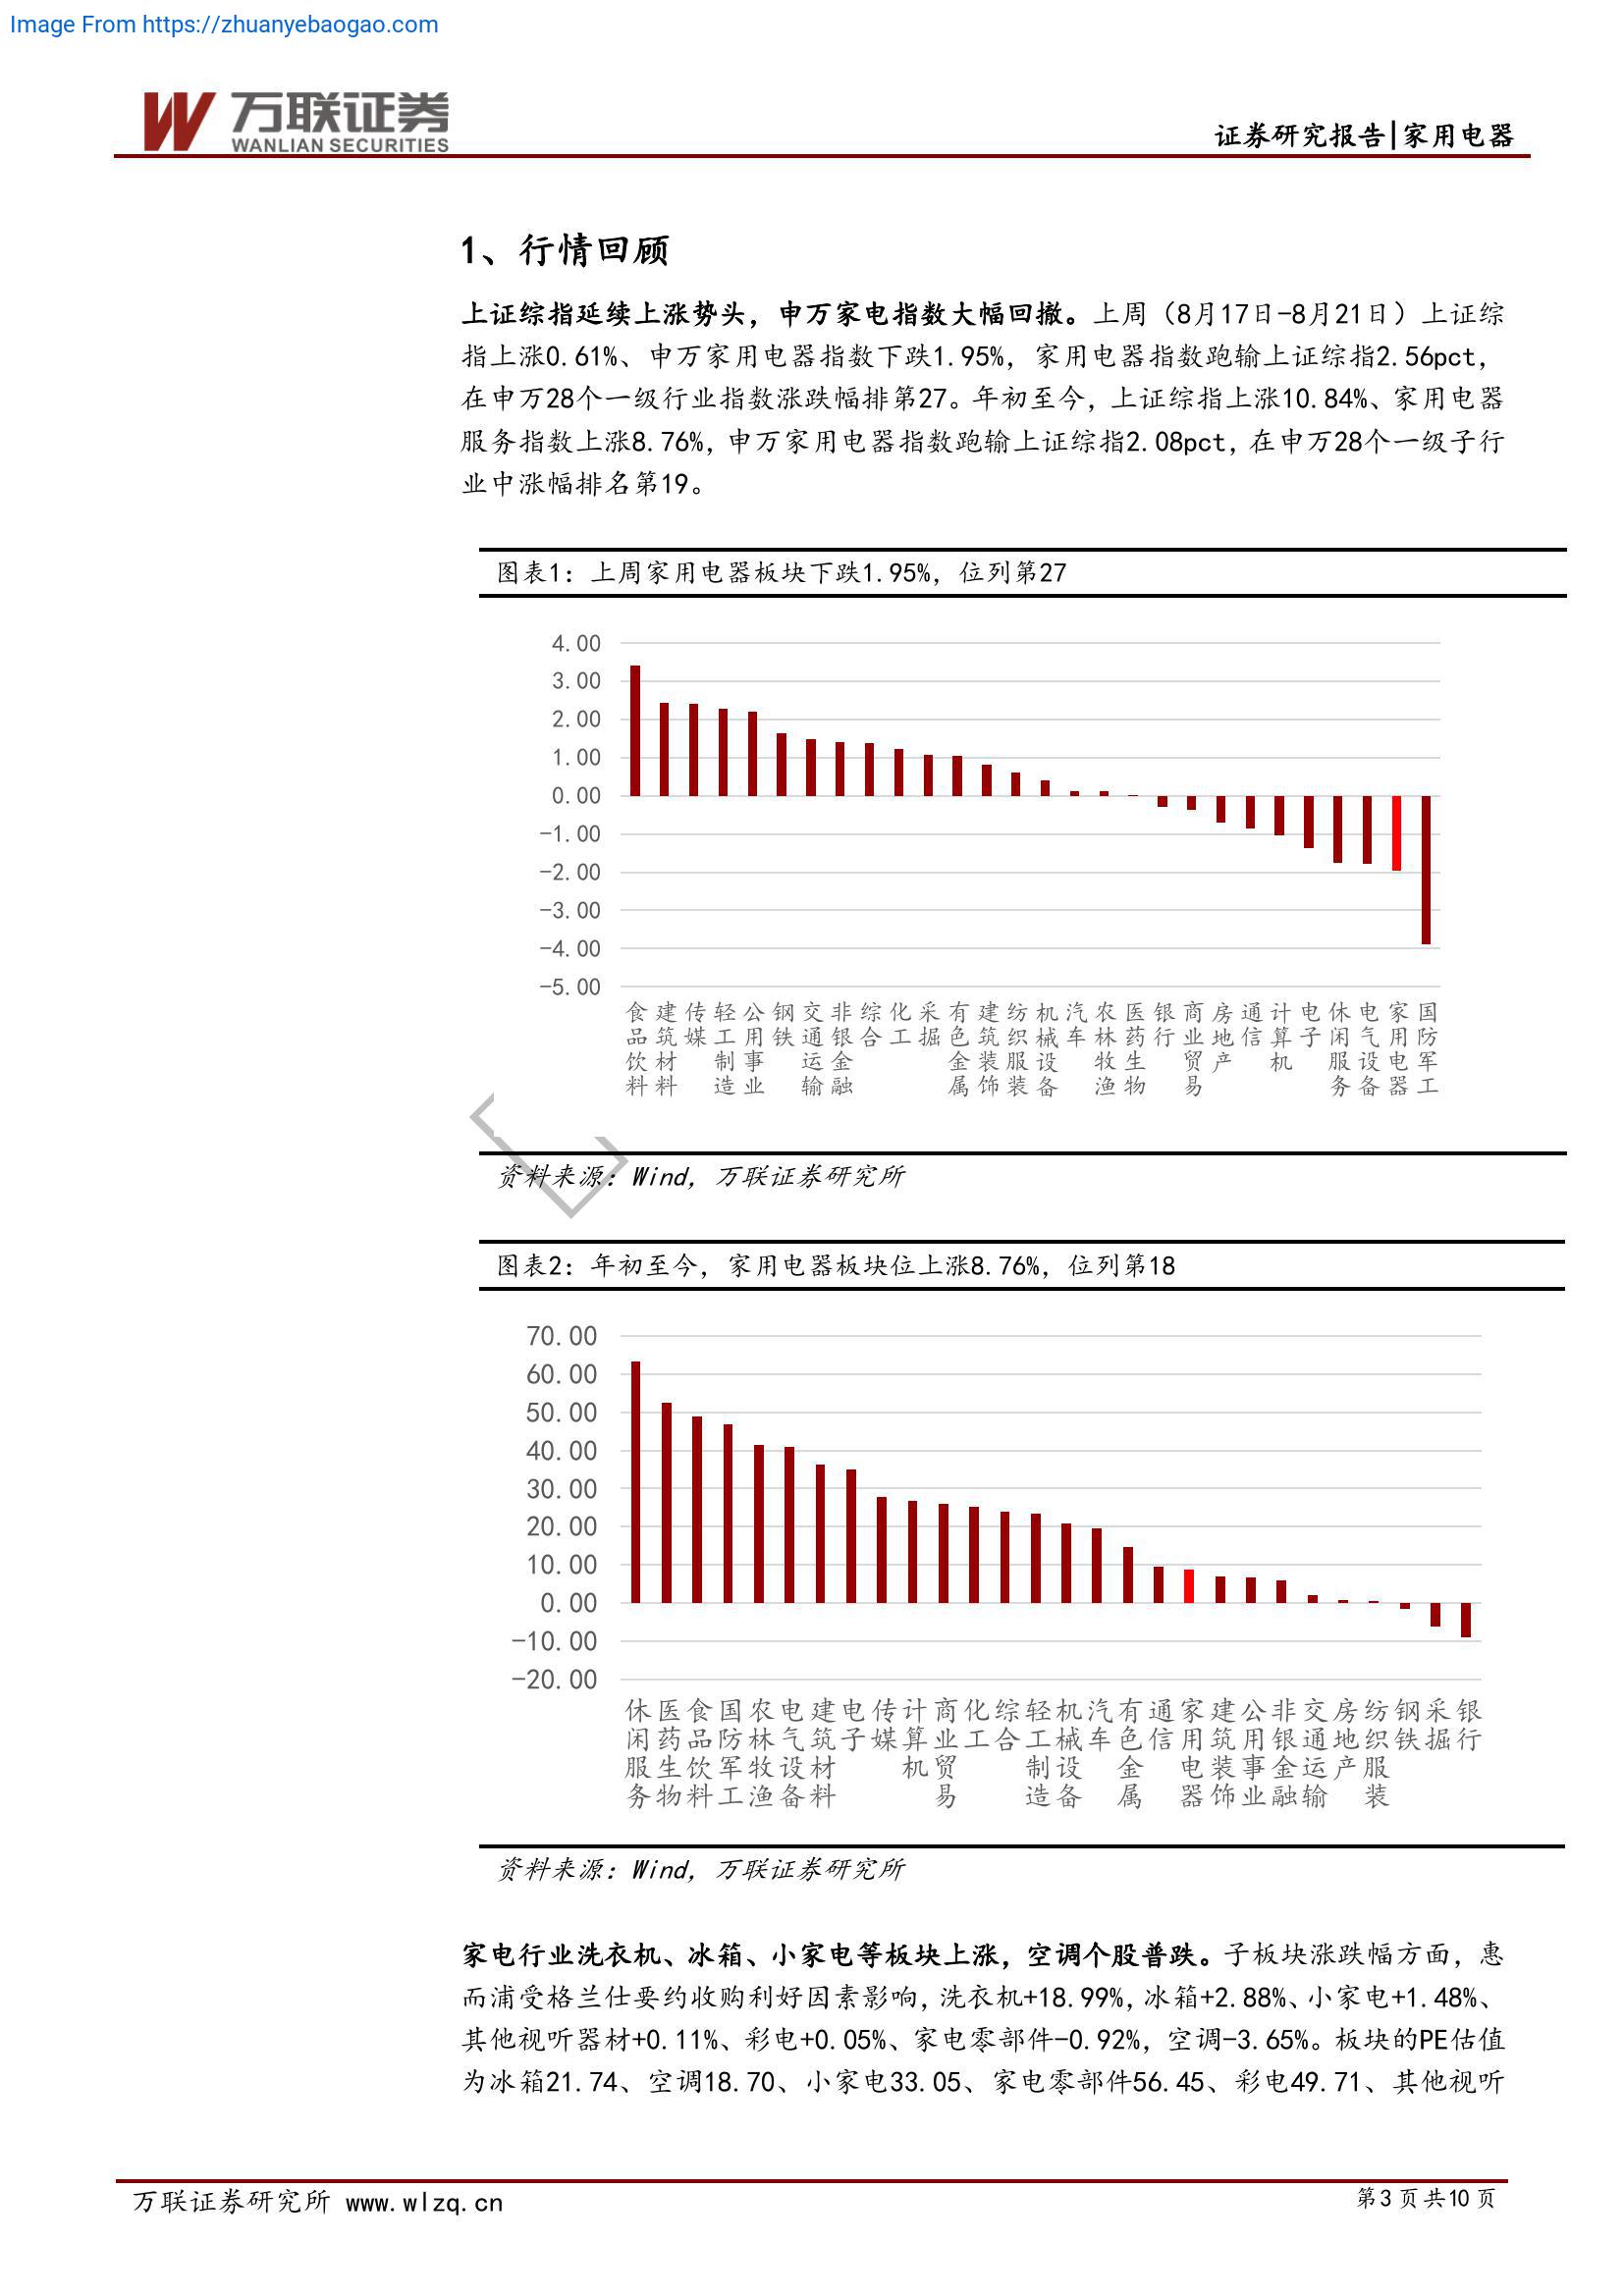 Image From https://zhuanyebaogao.com
万联证券
WANLIAN SECURITIES
证券研究报告|家用电器
1、行情回顾
上证综指延续上涨势头，申万家电指数大幅回撤。上周（8月17日-8月21日）上证综
指上涨0.61%、申万家用电器指数下跌1.95%，家用电器指数跑输上证综指2.56pct，
在申万28个一级行业指数涨跌幅排第27。年初至今，上证综指上涨10.84%、家用电器
服务指数上涨8.76%，申万家用电器指数跑输上证综指2.08pct，在申万28个一级子行
业中涨幅排名第19。
图表1：上周家用电器板块下跌1.95%，位列第27
4.00
3.00
2.00
1.00
0.00
-1.00
-2.00
-3.00
-4.00
-5.00
食品饮料
建筑材料
传媒
轻工制造
公用事业
钢铁
交通运输
非银金融
综合
化工
采掘
有色金属
建筑装饰
纺织服装
机械设备
汽车
农林牧渔
医药生物
银行
商业贸易
房地产
通信
计算机
电子
休闲服务
电气设备
家用电器
国防军工
资料来源：Wind，万联证券研究所
图表2：年初至今，家用电器板块位上涨8.76%，位列第18
70.00
60.00
50.00
40.00
30.00
20.00
10.00
0.00
-10.00
-20.00
休闲服务
医药生物
食品饮料
国防军工
农林牧渔
电气设备
建筑材料
电子
传媒
计算机
商业贸易
化工
综合
轻工制造
机械设备
汽车
有色金属
通信
家用电器
建筑装饰
公用事业
非银金融
交通运输
房地产
纺织服装
钢铁
采掘
银行
资料来源：Wind，万联证券研究所
家电行业洗衣机、冰箱、小家电等板块上涨，空调个股普跌。子板块涨跌幅方面，惠
而浦受格兰仕要约收购利好因素影响，洗衣机+18.99%，冰箱+2.88%、小家电+1.48%、
其他视听器材+0.11%、彩电+0.05%、家电零部件-0.92%，空调-3.65%。板块的PE估值
为冰箱21.74、空调18.70、小家电33.05、家电零部件56.45、彩电49.71、其他视听
万联证券研究所 www.wlzq.cn
第3页共10页